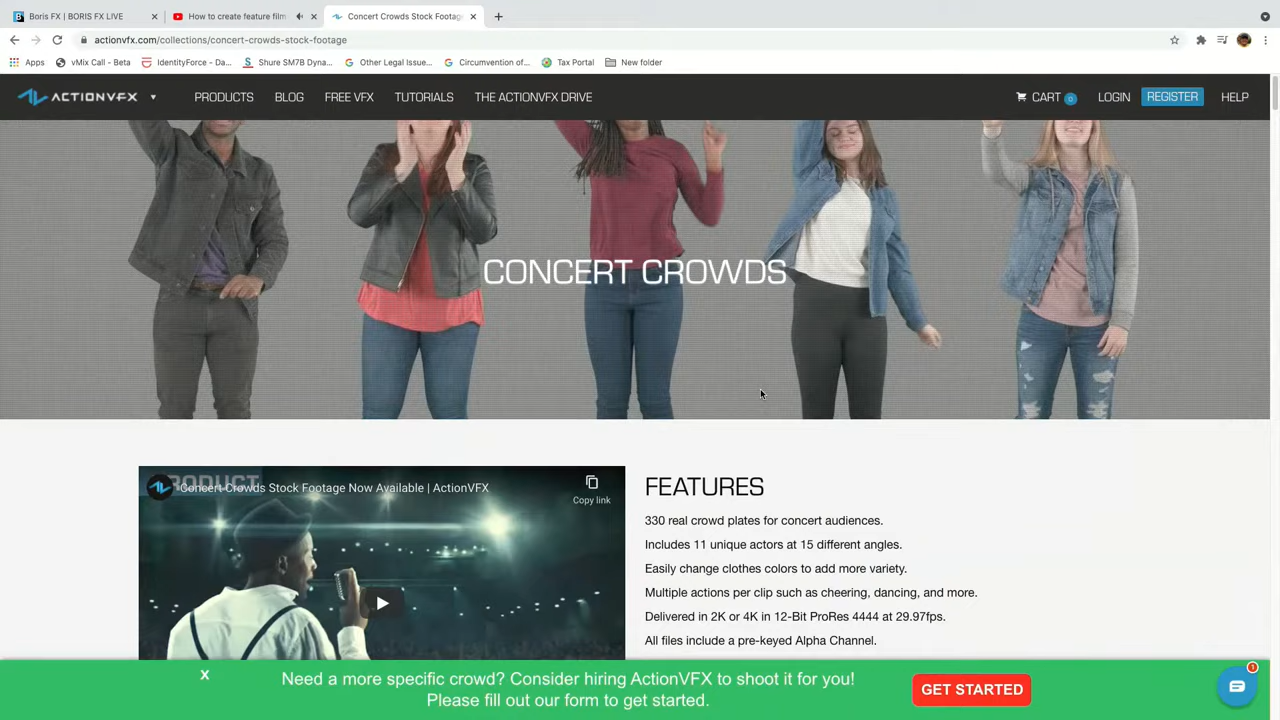 Boris FX | BORIS FX LIVE
How to create feature film
Concert Crowds Stock Footage
actionvfx.com/collections/concert-crowds-stock-footage
Apps
vMix Call - Beta
IdentityForce - Da...
Shure SM7B Dyna...
Other Legal Issue...
Circumvention of...
Tax Portal
New folder
ACTIONVFX
PRODUCTS
BLOG
FREE VFX
TUTORIALS
THE ACTIONVFX DRIVE
CART 0
LOGIN
REGISTER
HELP
CONCERT CROWDS
PRODUCT
Concert Crowds Stock Footage Now Available | ActionVFX
Copy link
FEATURES
330 real crowd plates for concert audiences.
Includes 11 unique actors at 15 different angles.
Easily change clothes colors to add more variety.
Multiple actions per clip such as cheering, dancing, and more.
Delivered in 2K or 4K in 12-Bit ProRes 4444 at 29.97fps.
All files include a pre-keyed Alpha Channel.
X
Need a more specific crowd? Consider hiring ActionVFX to shoot it for you!
Please fill out our form to get started.
GET STARTED
1